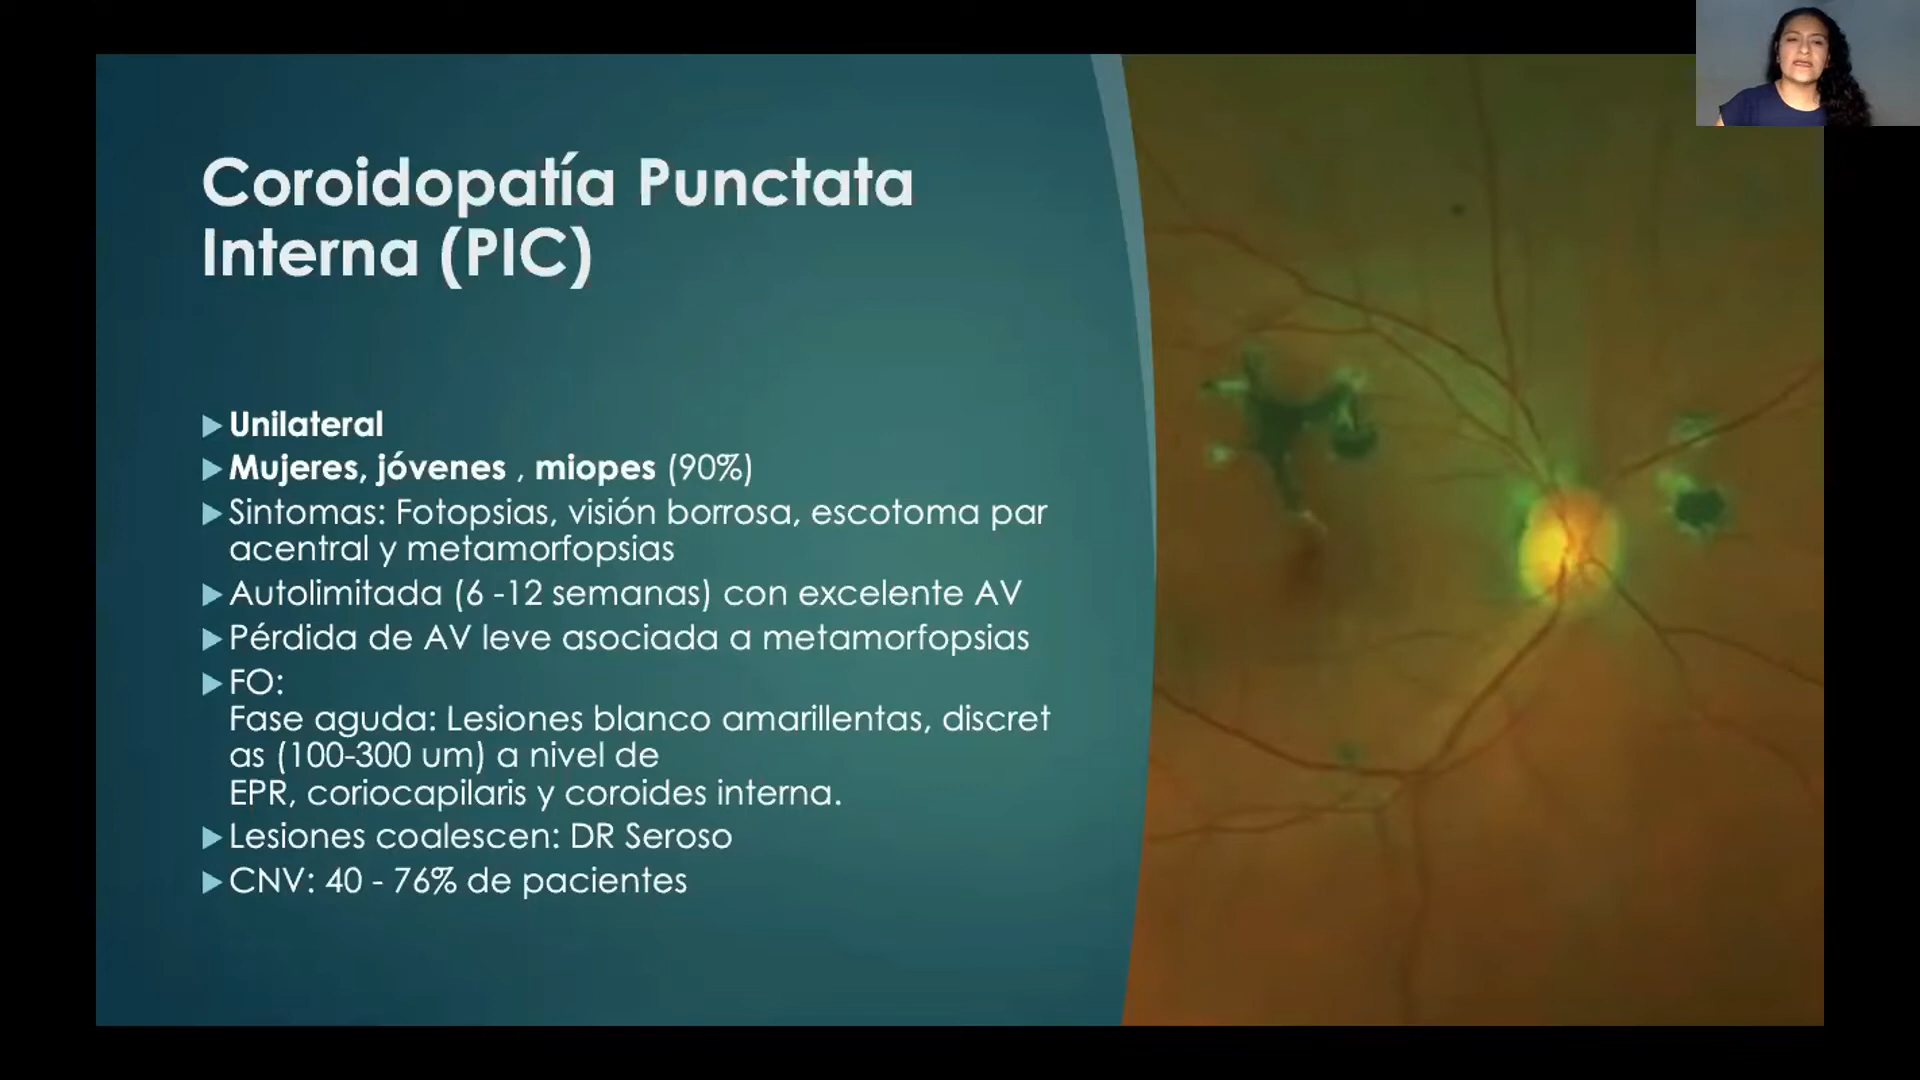 Coroidopatía Punctata
Interna (PIC)
Unilateral
Mujeres, jóvenes , miopes (90%)
Sintomas: Fotopsias, visión borrosa, escotoma par
acentral y metamorfopsias
Autolimitada (6 -12 semanas) con excelente AV
Pérdida de AV leve asociada a metamorfopsias
FO:
Fase aguda: Lesiones blanco amarillentas, discret
as (100-300 um) a nivel de
EPR, coriocapilaris y coroides interna.
Lesiones coalescen: DR Seroso
CNV: 40 - 76% de pacientes